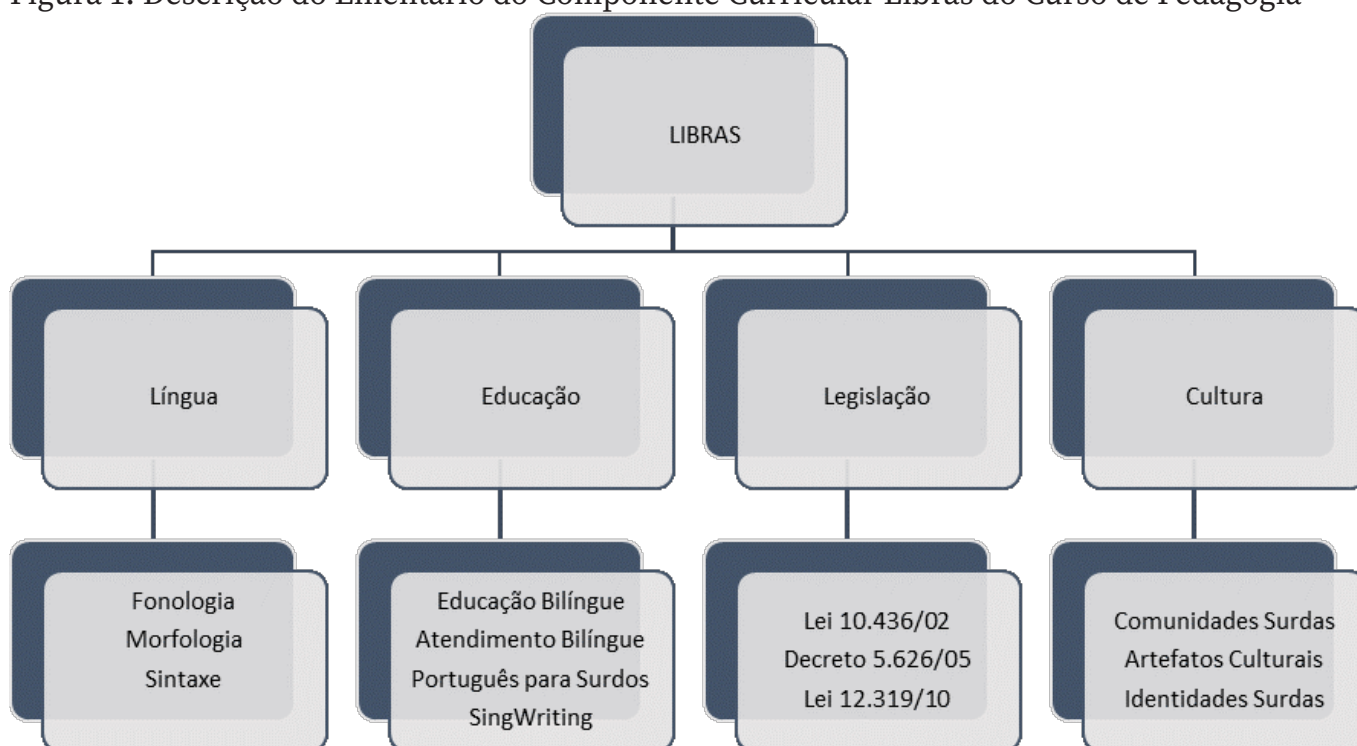 Figura 1: Descrição do Ementário do Componente Curricular Libras do Curso de Pedagogia
LIBRAS
Língua
Educação
Legislação
Cultura
Fonologia
Morfologia
Sintaxe
Educação Bilíngue
Atendimento Bilíngue
Português para Surdos
SingWriting
Lei 10.436/02
Decreto 5.626/05
Lei 12.319/10
Comunidades Surdas
Artefatos Culturais
Identidades Surdas